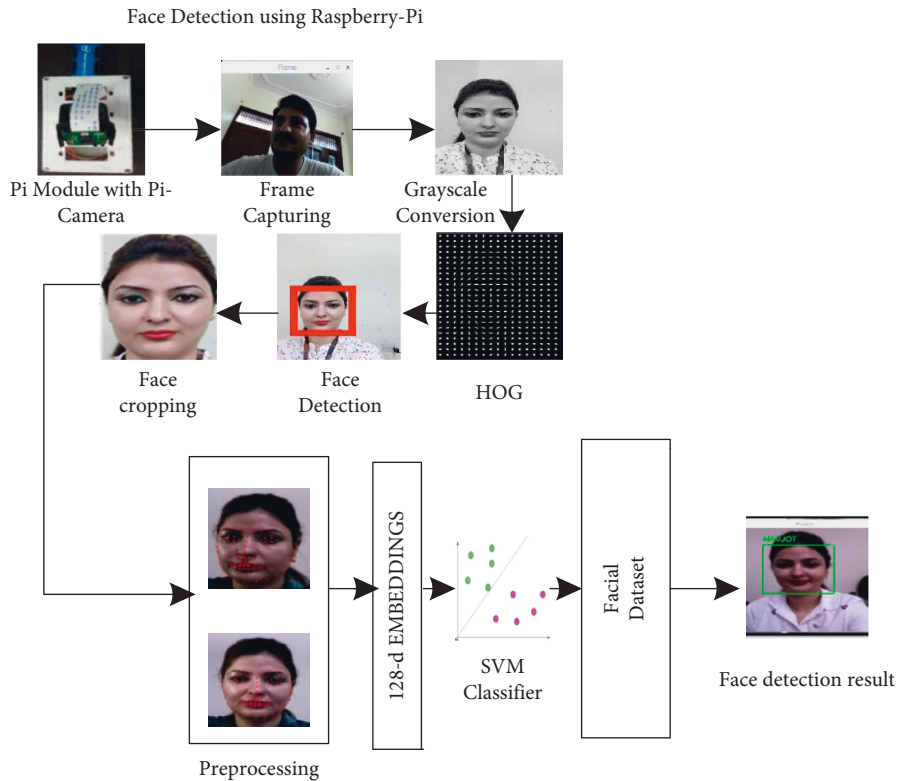 Face Detection using Raspberry-Pi
Frame
Pi Module with Pi-
Camera
Frame
Capturing
Grayscale
Conversion
Face
cropping
Face
Detection
HOG
128-d EMBEDDINGS
SVM
Classifier
Facial
Dataset
Face detection result
Preprocessing